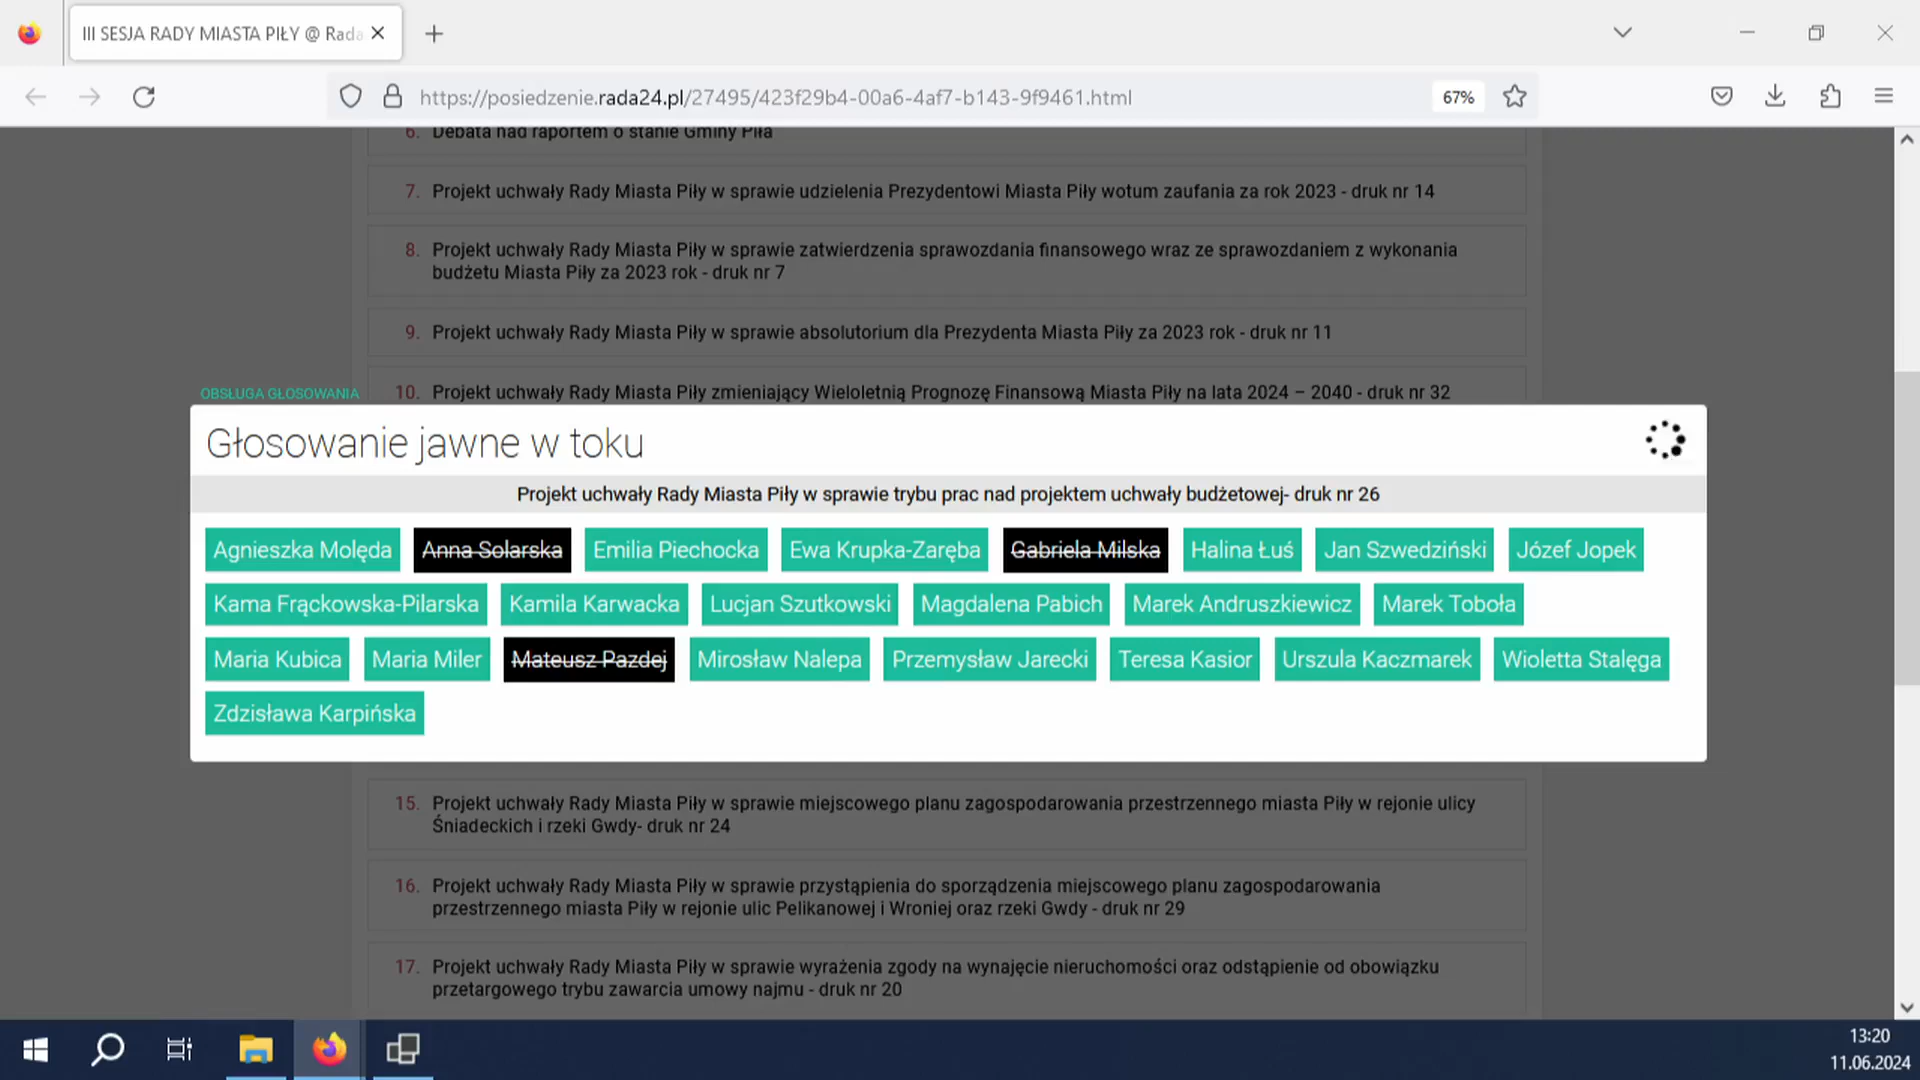 III SESJA RADY MIASTA PIŁY @ Rada
https://posiedzenie.rada24.pl/27495/423f29b4-00a6-4af7-b143-9f9461.html
67%
6. Debata nad raportem o stanie Gminy Piła
7. Projekt uchwały Rady Miasta Piły w sprawie udzielenia Prezydentowi Miasta Piły wotum zaufania za rok 2023 - druk nr 14
8. Projekt uchwały Rady Miasta Piły w sprawie zatwierdzenia sprawozdania finansowego wraz ze sprawozdaniem z wykonania
budżetu Miasta Piły za 2023 rok - druk nr 7
9. Projekt uchwały Rady Miasta Piły w sprawie absolutorium dla Prezydenta Miasta Piły za 2023 rok - druk nr 11
OBSŁUGA GŁOSOWANIA
10. Projekt uchwały Rady Miasta Piły zmieniający Wieloletnią Prognozę Finansową Miasta Piły na lata 2024 – 2040 - druk nr 32
Głosowanie jawne w toku
Projekt uchwały Rady Miasta Piły w sprawie trybu prac nad projektem uchwały budżetowej- druk nr 26
Agnieszka Molęda Anna Solarska Emilia Piechocka Ewa Krupka-Zaręba Gabriela Milska Halina Łuś Jan Szwedziński Józef Jopek
Kama Frąckowska-Pilarska Kamila Karwacka Lucjan Szutkowski Magdalena Pabich Marek Andruszkiewicz Marek Toboła
Maria Kubica Maria Miler Mateusz Pazdej Mirosław Nalepa Przemysław Jarecki Teresa Kasior Urszula Kaczmarek Wioletta Stalęga
Zdzisława Karpińska
15. Projekt uchwały Rady Miasta Piły w sprawie miejscowego planu zagospodarowania przestrzennego miasta Piły w rejonie ulicy
Śniadeckich i rzeki Gwdy- druk nr 24
16. Projekt uchwały Rady Miasta Piły w sprawie przystąpienia do sporządzenia miejscowego planu zagospodarowania
przestrzennego miasta Piły w rejonie ulic Pelikanowej i Wroniej oraz rzeki Gwdy - druk nr 29
17. Projekt uchwały Rady Miasta Piły w sprawie wyrażenia zgody na wynajęcie nieruchomości oraz odstąpienie od obowiązku
przetargowego trybu zawarcia umowy najmu - druk nr 20
13:20
11.06.2024